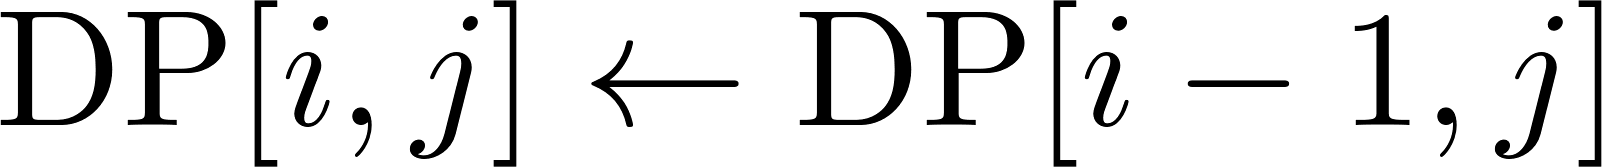 DP[i, j] ← DP[i − 1, j]